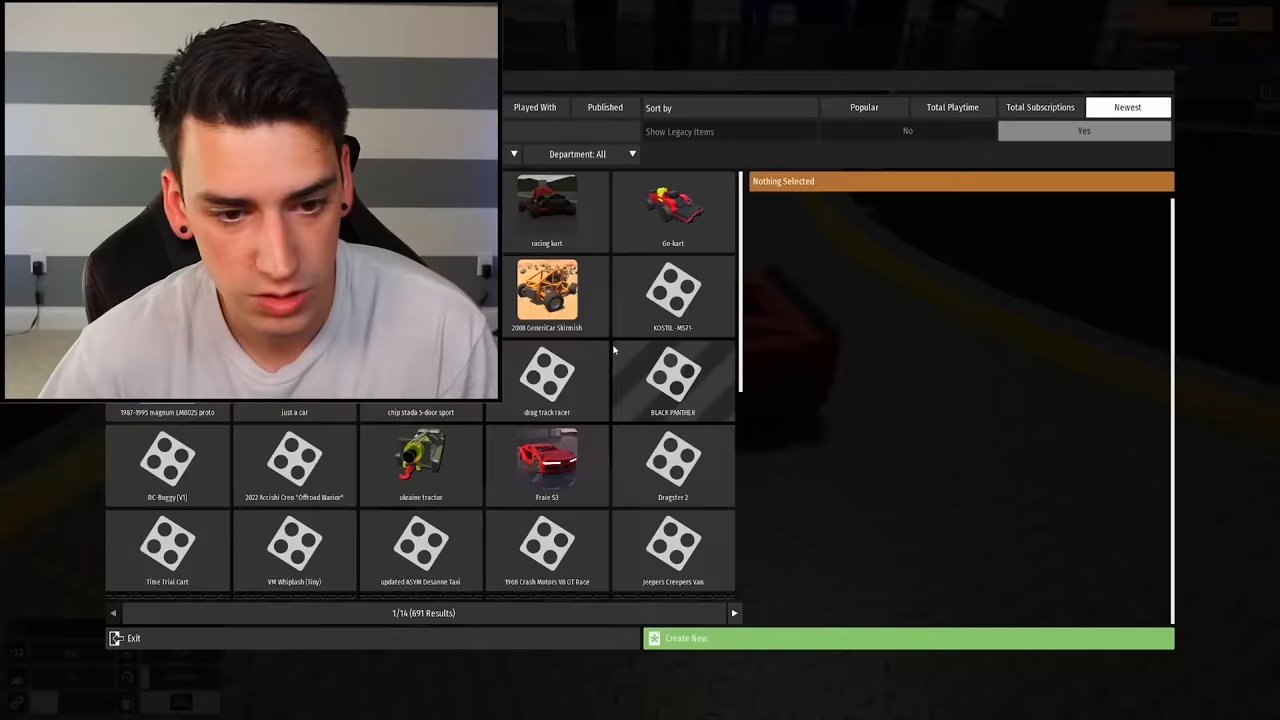 Played With
Published
Sort by
Popular
Total Playtime
Total Subscriptions
Newest
Show Legacy Items
No
Yes
Department: All
Nothing Selected
racing kart
Go-kart
2008 GeneriCar Skirmish
KOSTIL -MS71-
1987-1995 magnum LM002S proto
just a car
chip stada 5-door sport
drag track racer
BLACK PANTHER
RC-Buggy [V1]
2022 Accishi Creo "Offroad Warior"
ukraine tractor
Fraie S3
Dragster 2
Time Trial Cart
VM Whiplash (Tiny)
updated ASYM Desanne Taxi
1968 Crash Motors V8 GT Race
Jeepers Creepers Van
1/14 (691 Results)
Exit
Create New